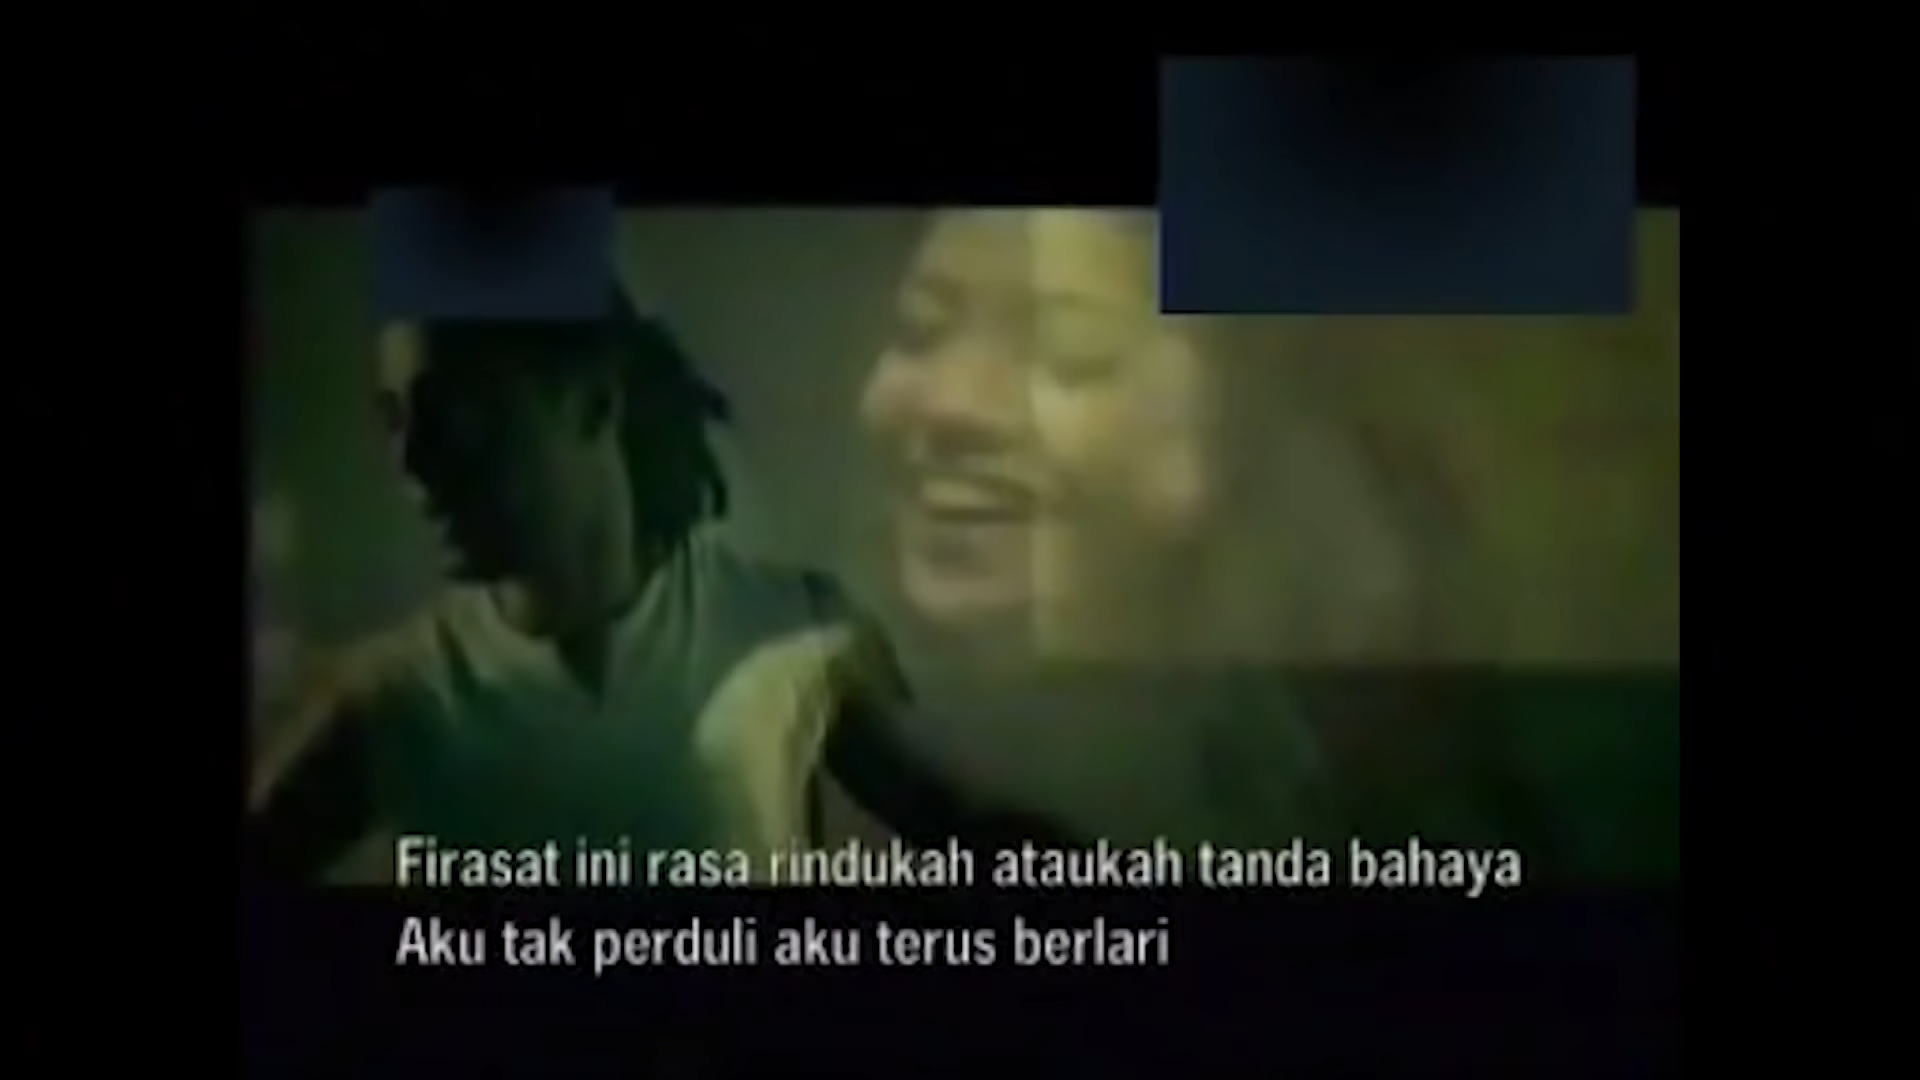 Firasat ini rasa rindukah ataukah tanda bahaya
Aku tak perduli aku terus berlari